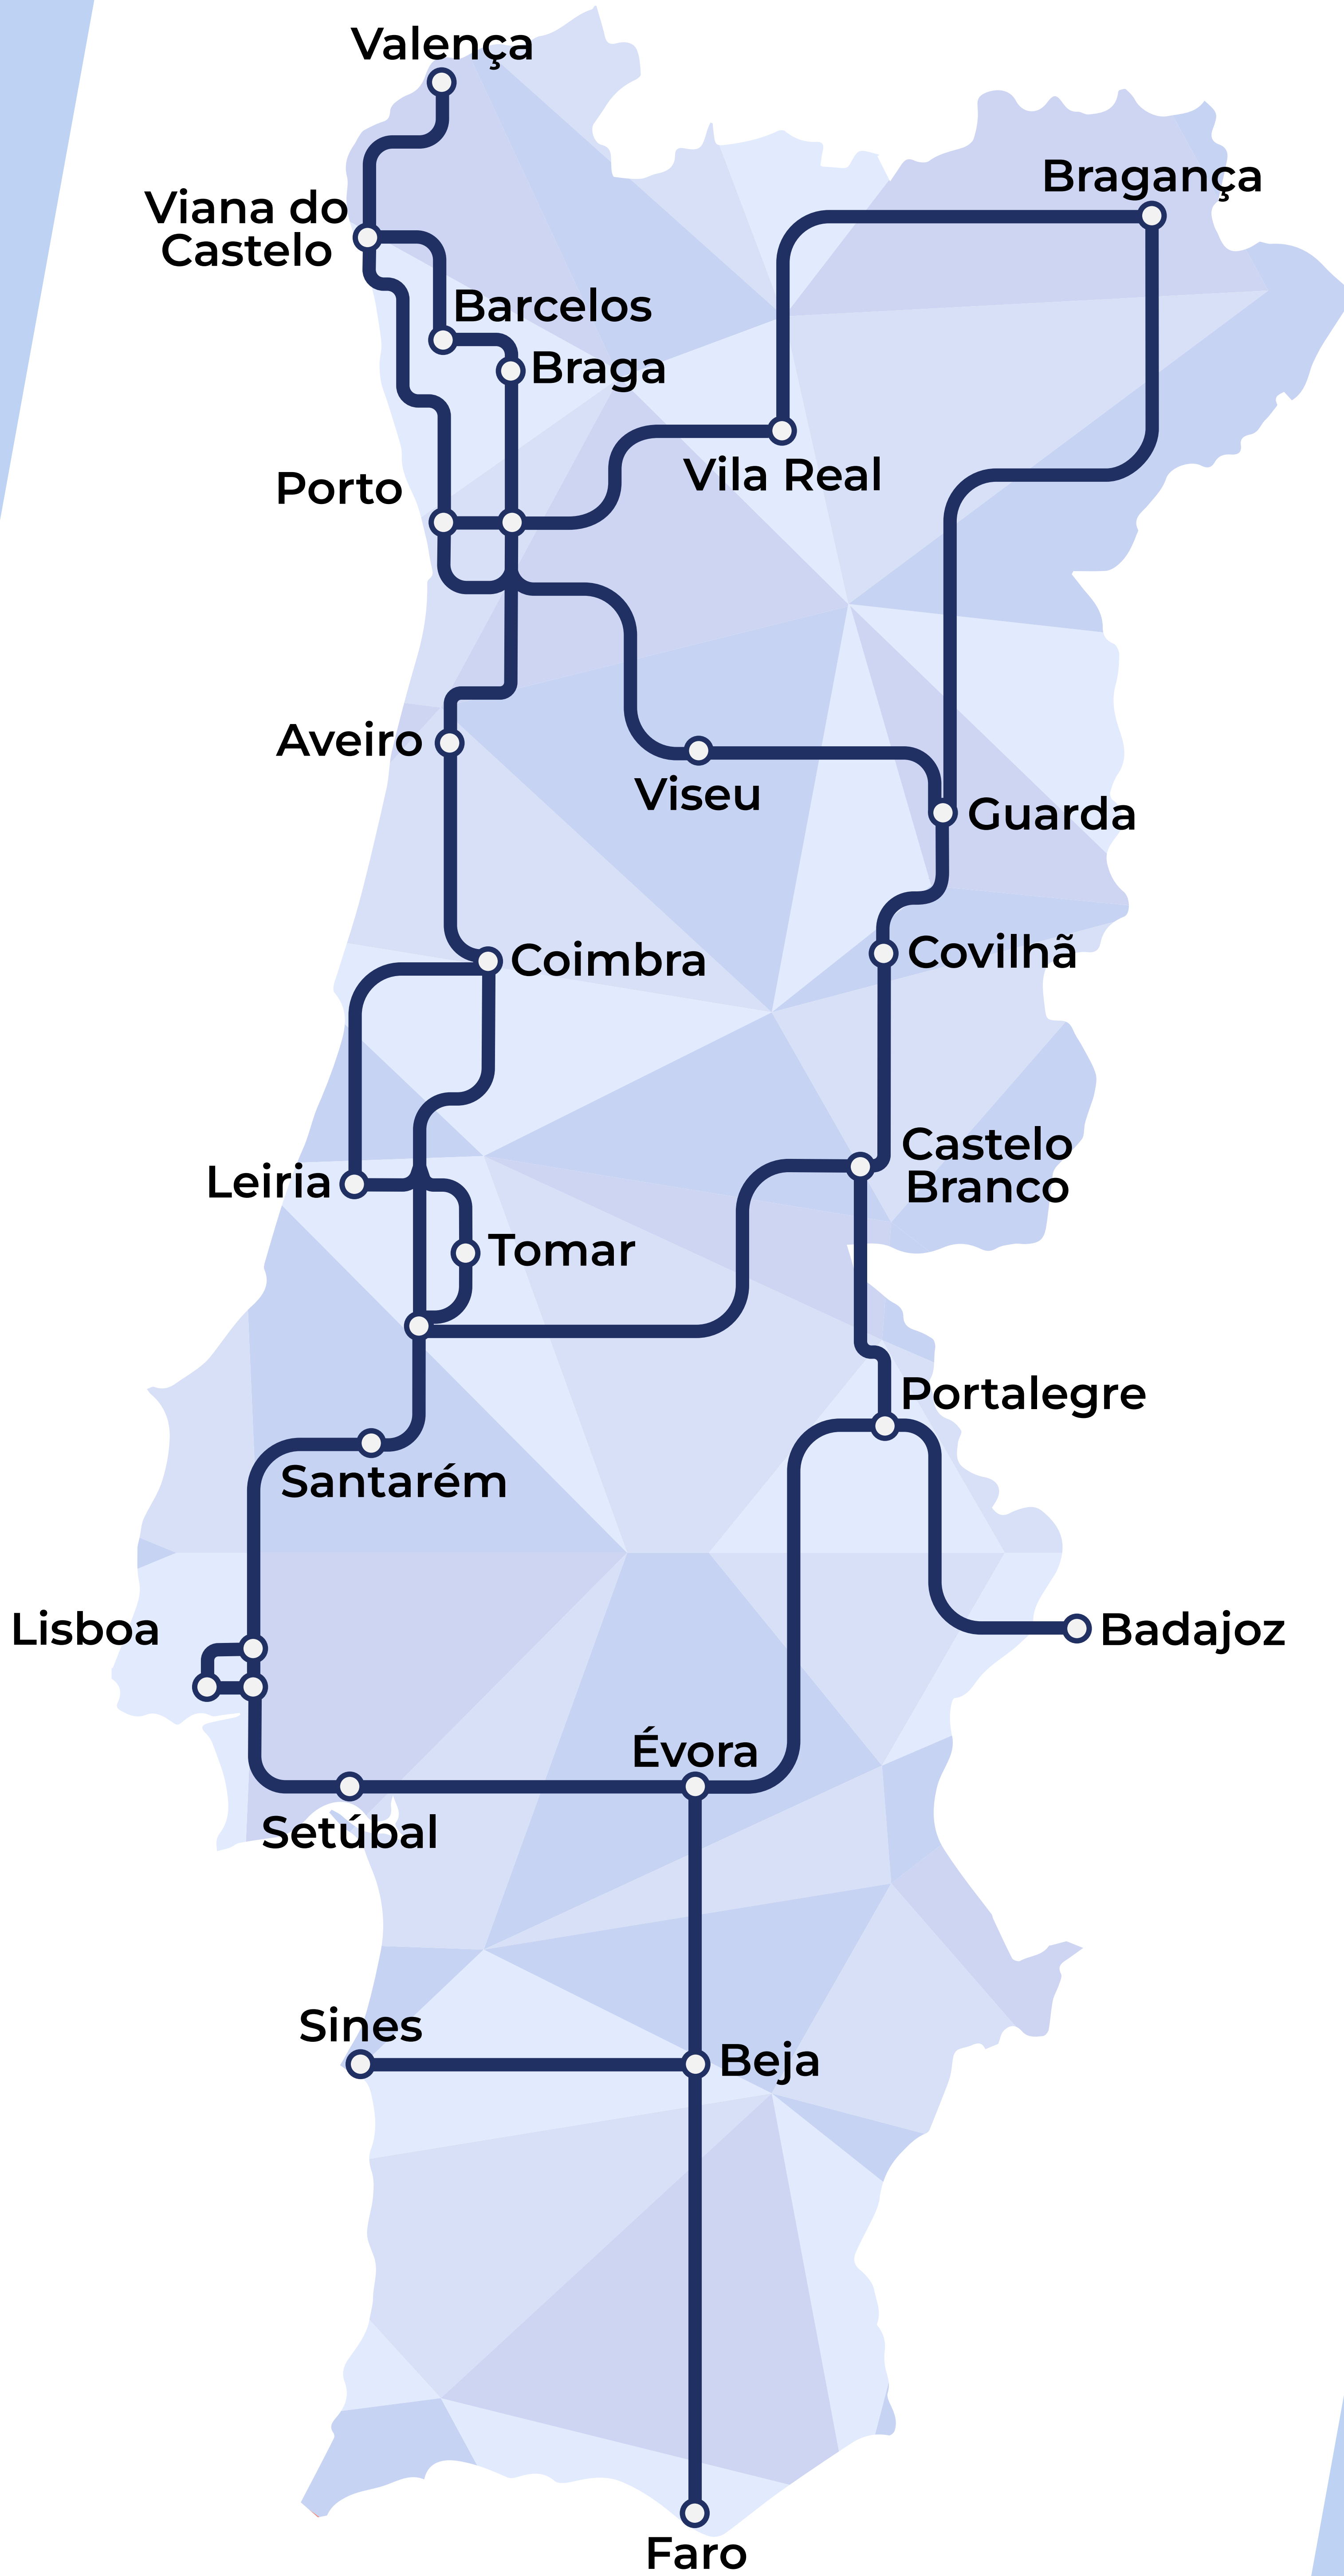 Valença
Bragança
Viana do
Castelo
Barcelos
Braga
Vila Real
Porto
Aveiro
Viseu
Guarda
Coimbra
Covilhã
Castelo
Branco
Leiria
Tomar
Portalegre
Santarém
Lisboa
Badajoz
Évora
Setúbal
Sines
Beja
Faro